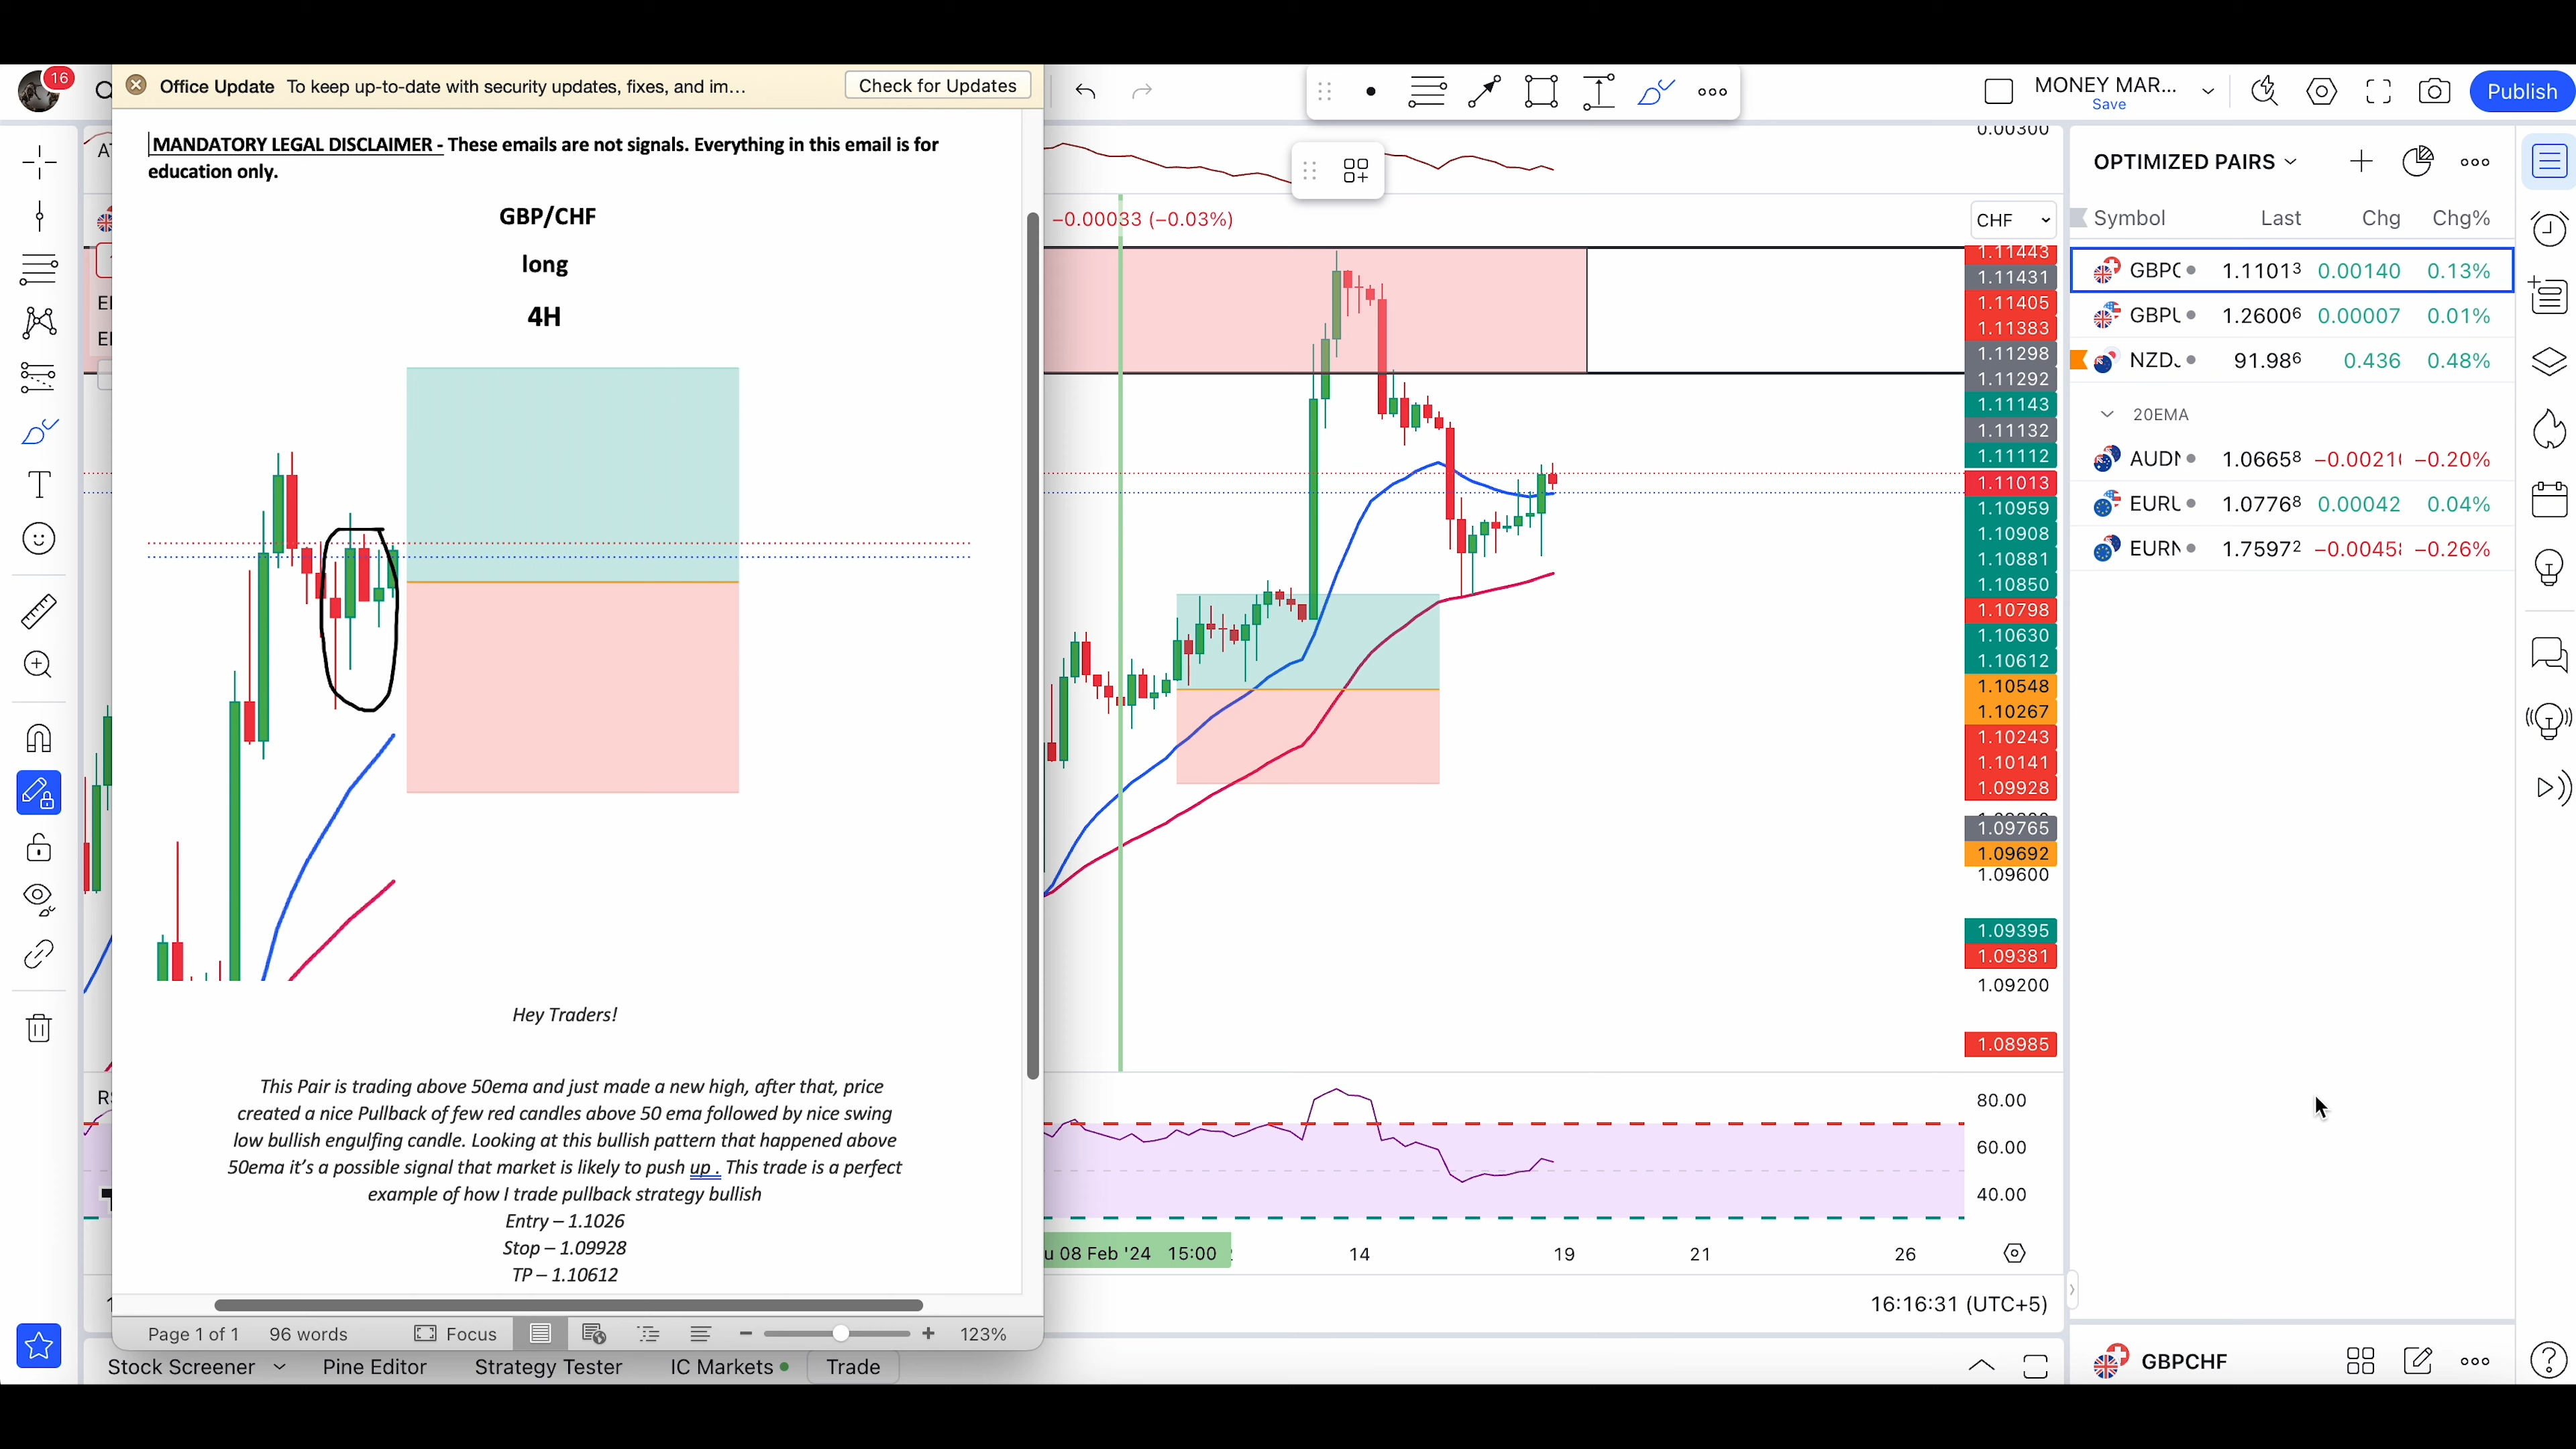 16
Office Update To keep up-to-date with security updates, fixes, and im...
Check for Updates
MANDATORY LEGAL DISCLAIMER - These emails are not signals. Everything in this email is for
education only.
GBP/CHF
long
4H
Hey Traders!
This Pair is trading above 50ema and just made a new high, after that, price
created a nice Pullback of few red candles above 50 ema followed by nice swing
low bullish engulfing candle. Looking at this bullish pattern that happened above
50ema it's a possible signal that market is likely to push up . This trade is a perfect
example of how I trade pullback strategy bullish
Entry – 1.1026
Stop – 1.09928
TP – 1.10612
Page 1 of 1 96 words Focus 123%
Stock Screener Pine Editor Strategy Tester IC Markets Trade
MONEY MAR...
Save
Publish
−0.00033 (−0.03%)
CHF
0.00300
1.11443
1.11431
1.11405
1.11383
1.11298
1.11292
1.11143
1.11132
1.11112
1.11013
1.10959
1.10908
1.10881
1.10850
1.10798
1.10630
1.10612
1.10548
1.10267
1.10243
1.10141
1.09928
1.09765
1.09692
1.09600
1.09395
1.09381
1.09200
1.08985
80.00
60.00
40.00
u 08 Feb '24 15:00 14 19 21 26
16:16:31 (UTC+5)
OPTIMIZED PAIRS
Symbol Last Chg Chg%
GBPC 1.11013 0.00140 0.13%
GBPU 1.26006 0.00007 0.01%
NZDJ 91.986 0.436 0.48%
20EMA
AUDN 1.06658 −0.0021 −0.20%
EURU 1.07768 0.00042 0.04%
EURN 1.75972 −0.0045 −0.26%
GBPCHF